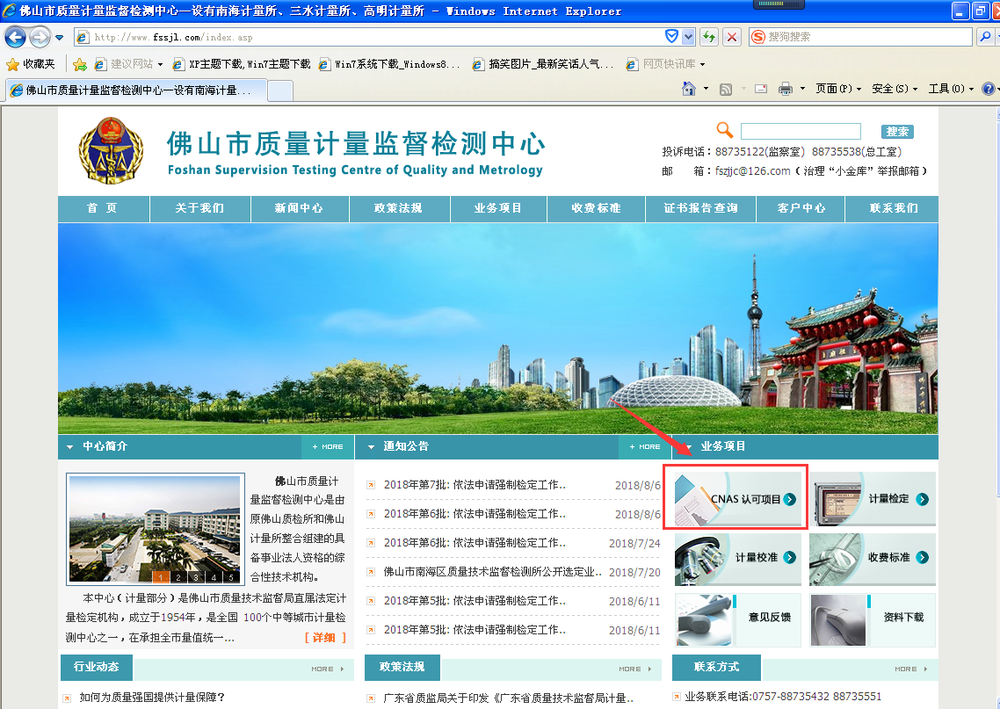 佛山市质量计量监督检测中心—设有南海计量所、三水计量所、高明计量所 - Windows Internet Explorer
http://www.fssjl.com/index.asp
搜狗搜索
收藏夹 建议网站 XP主题下载,Win7主题下载 Win7系统下载_Windows8... 搞笑图片_最新笑话人气... 网页快讯库
佛山市质量计量监督检测中心—设有南海计量...
页面(P) 安全(S) 工具(O)
佛山市质量计量监督检测中心
Foshan Supervision Testing Centre of Quality and Metrology
搜索
投诉电话：88735122(监察室) 88735538(总工室)
邮 箱：fszjjc@126.com（治理“小金库”举报邮箱）
首 页 关于我们 新闻中心 政策法规 业务项目 收费标准 证书报告查询 客户中心 联系我们
中心简介 + MORE 通知公告 + MORE 业务项目
佛山市质量计量监督检测中心是由原佛山质检所和佛山计量所整合组建的具备事业法人资格的综合性技术机构。
1 2 3 4 5
本中心（计量部分）是佛山市质量技术监督局直属法定计
量检定机构，成立于1954年，是全国 100个中等城市计量检
测中心之一，在承担全市量值统一...
[ 详细 ]
2018年第7批: 依法申请强制检定工作.. 2018/8/6
2018年第6批: 依法申请强制检定工作.. 2018/8/6
2018年第6批: 依法申请强制检定工作.. 2018/7/24
佛山市南海区质量技术监督检测所公开选定业.. 2018/7/20
2018年第5批: 依法申请强制检定工作.. 2018/6/11
2018年第5批: 依法申请强制检定工作.. 2018/6/11
CNAS 认可项目 计量检定
计量校准 收费标准
意见反馈 资料下载
行业动态 MORE 政策法规 MORE 联系方式 MORE
如何为质量强国提供计量保障?
广东省质监局关于印发《广东省质量技术监督局计量..
业务联系电话:0757-88735432 88735551